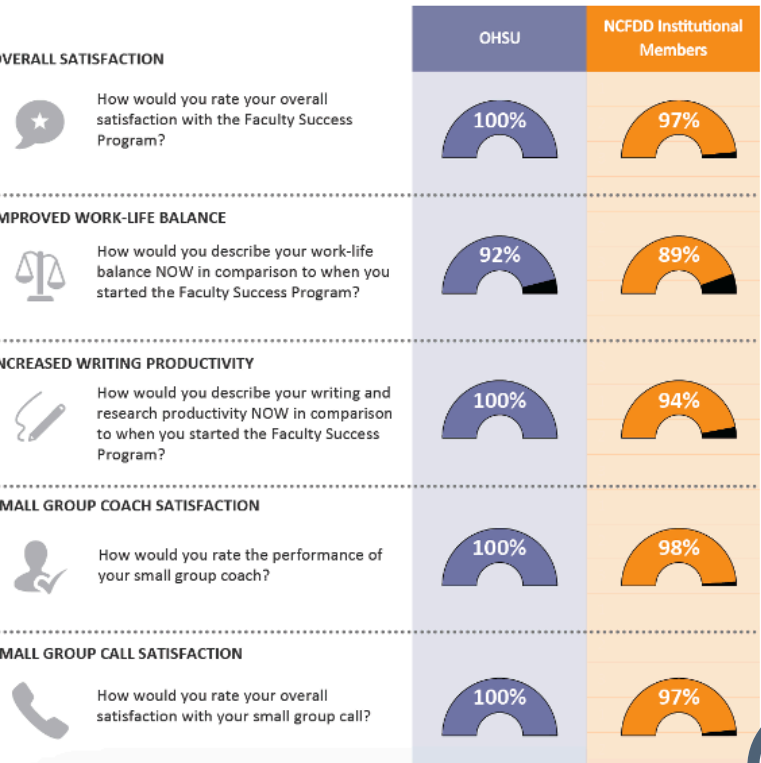 OHSU
NCFDD Institutional
Members
OVERALL SATISFACTION
How would you rate your overall
satisfaction with the Faculty Success
Program?
100%
97%
IMPROVED WORK-LIFE BALANCE
How would you describe your work-life
balance NOW in comparison to when you
started the Faculty Success Program?
92%
89%
INCREASED WRITING PRODUCTIVITY
How would you describe your writing and
research productivity NOW in comparison
to when you started the Faculty Success
Program?
100%
94%
SMALL GROUP COACH SATISFACTION
How would you rate the performance of
your small group coach?
100%
98%
SMALL GROUP CALL SATISFACTION
How would you rate your overall
satisfaction with your small group call?
100%
97%